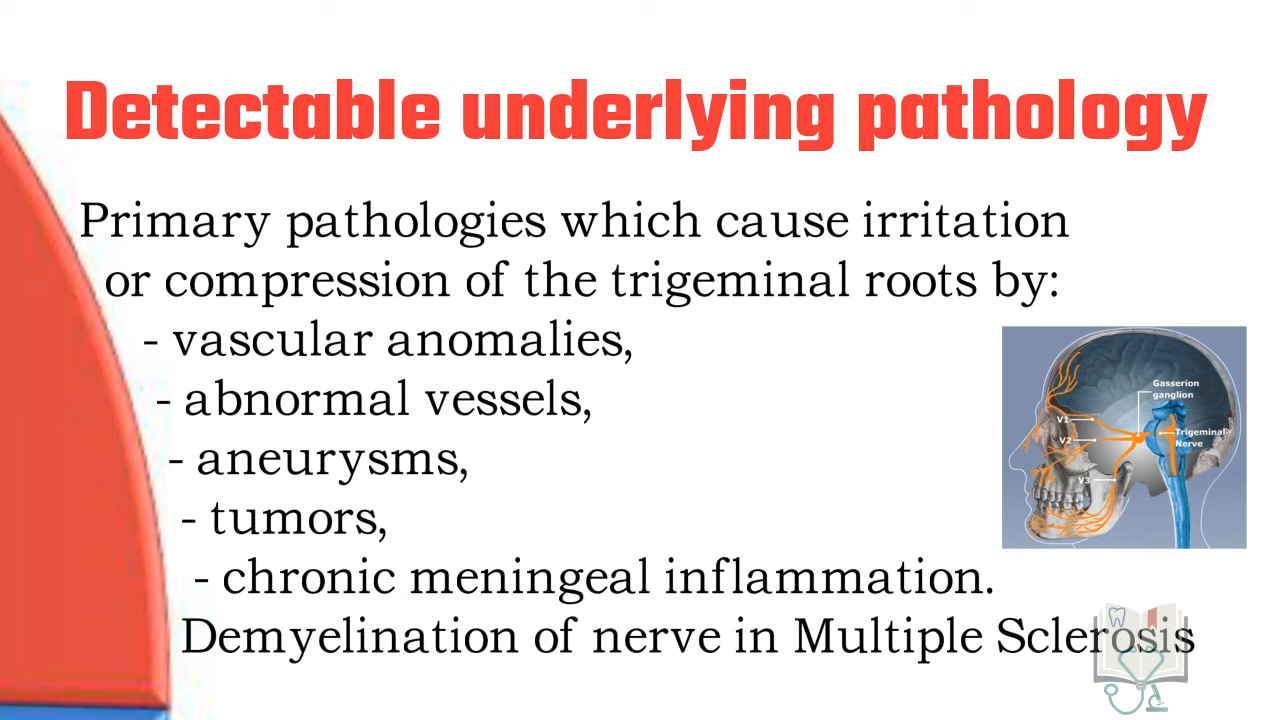 Detectable underlying pathology
Primary pathologies which cause irritation
or compression of the trigeminal roots by:
- vascular anomalies,
- abnormal vessels,
- aneurysms,
- tumors,
- chronic meningeal inflammation.
Demyelination of nerve in Multiple Sclerosis
Gasserion
ganglion
V1
V2
Trigeminal
Nerve
V3